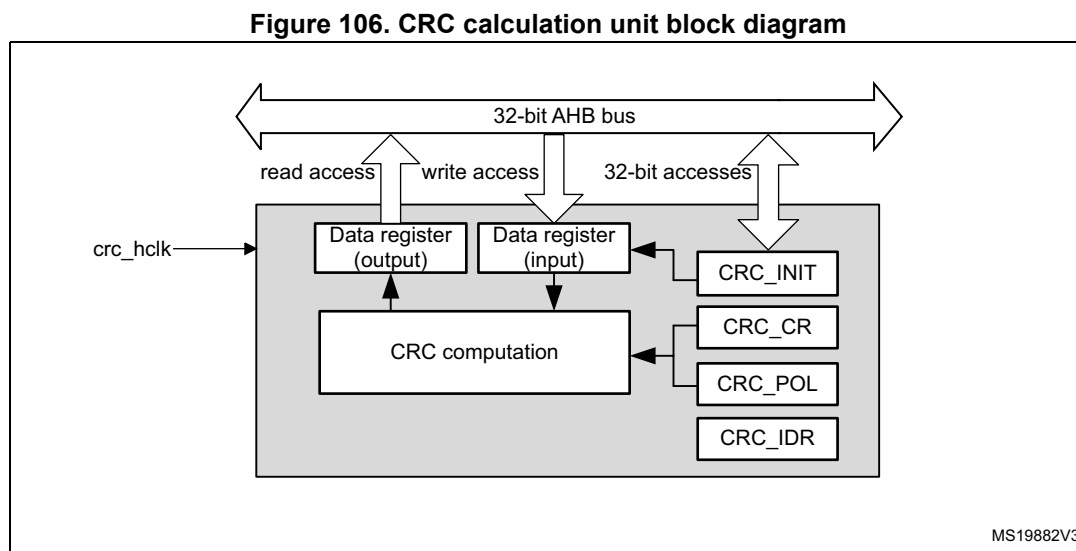 Figure 106. CRC calculation unit block diagram
32-bit AHB bus
read access
write access
32-bit accesses
crc_hclk
Data register
(output)
Data register
(input)
CRC_INIT
CRC_CR
CRC computation
CRC_POL
CRC_IDR
MS19882V3